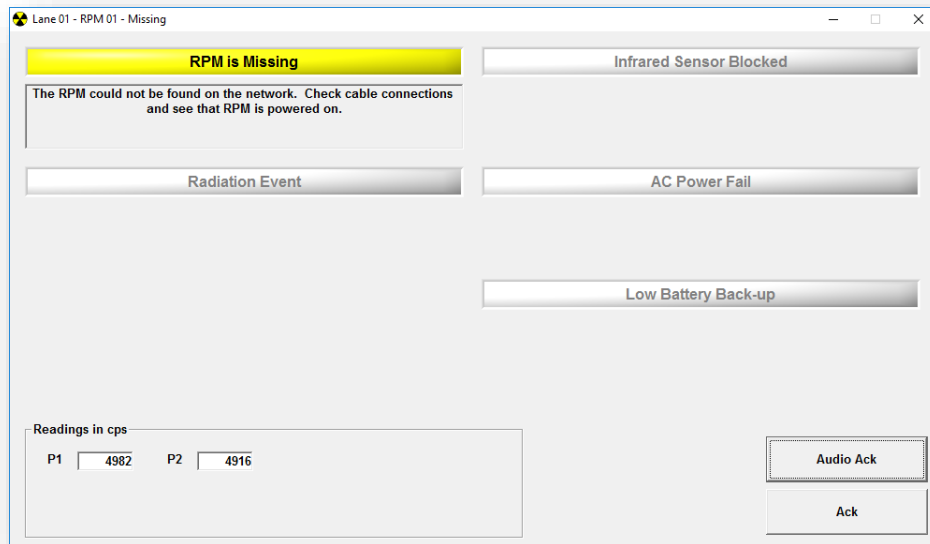 Lane 01 - RPM 01 - Missing
RPM is Missing
Infrared Sensor Blocked
The RPM could not be found on the network. Check cable connections
and see that RPM is powered on.
Radiation Event
AC Power Fail
Low Battery Back-up
Readings in cps
P1 4982 P2 4916
Audio Ack
Ack